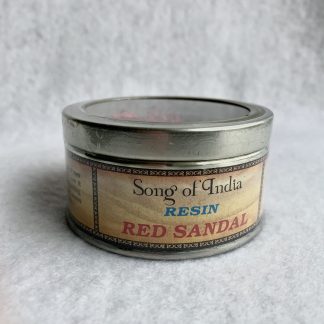 Song of India
RESIN
RED SANDAL